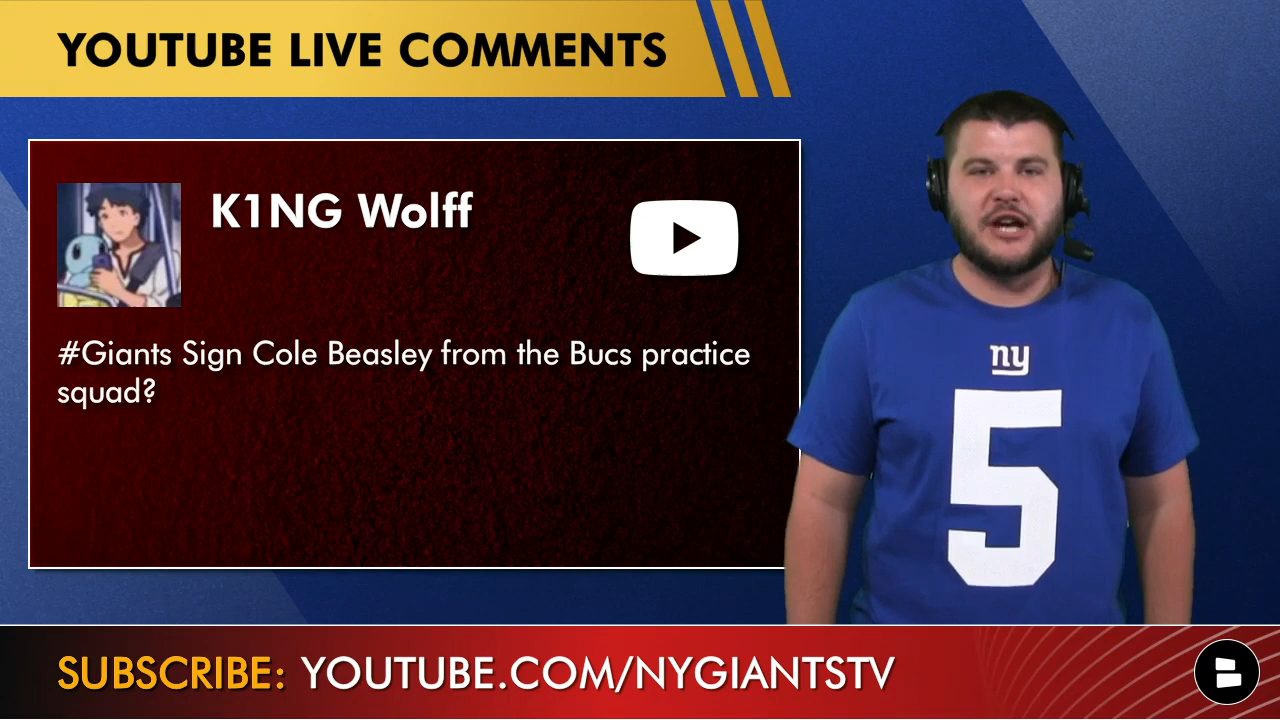 YOUTUBE LIVE COMMENTS
K1NG Wolff
#Giants Sign Cole Beasley from the Bucs practice
squad?
ny
5
SUBSCRIBE: YOUTUBE.COM/NYGIANTSTV